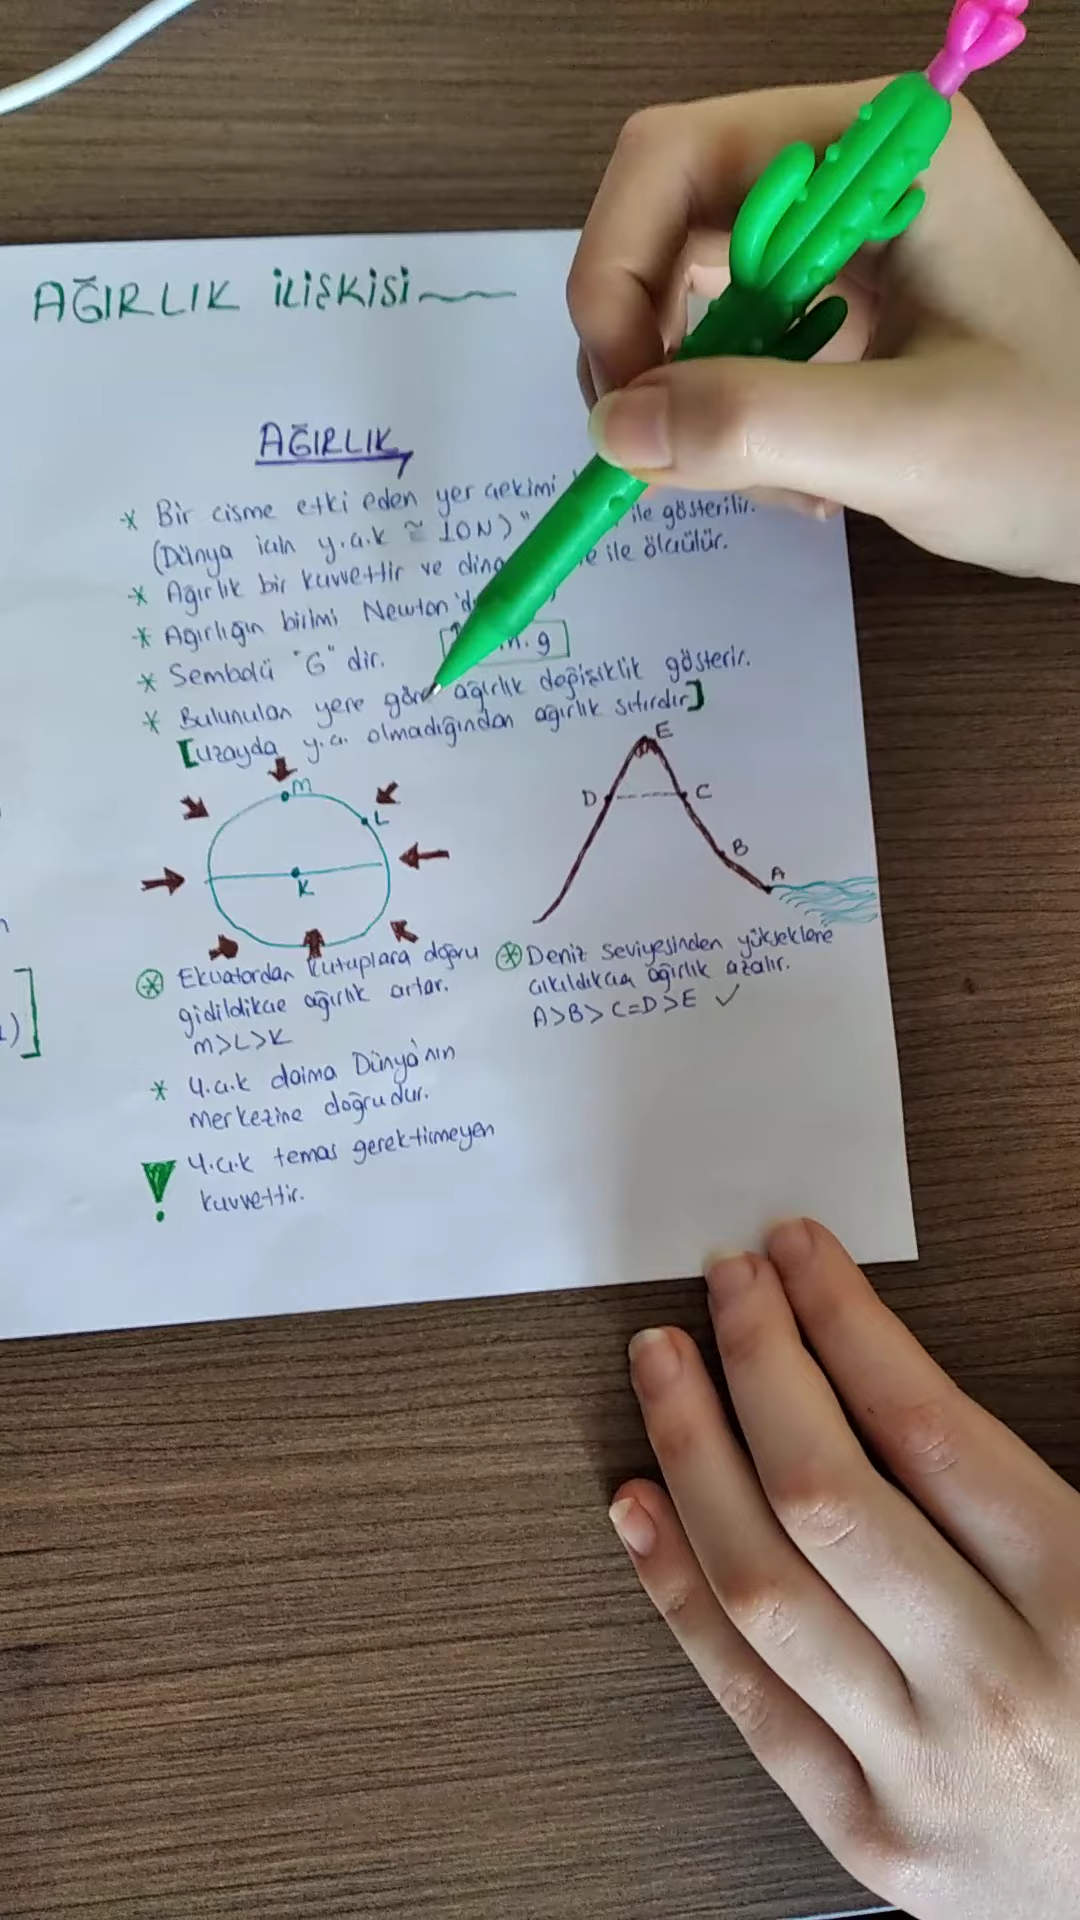 AĞIRLIK İLİŞKİSİ
AĞIRLIK
* Bir cisme etki eden yer çekimi
(Dünya için y.a.k ≅ 10N)" ile gösterilir.
* Ağırlık bir kuvvettir ve ile ölçülür.
* Ağırlığın birimi
* Sembolü "G" dir. . g
* Bulunulan yere göre ağırlık değişiklik gösterir.
[uzayda y.a. olmadığından ağırlık sıfırdır]
M
L
K
E
D C
B
A
* Ekvatordan kutuplara doğru
gidildikçe ağırlık artar.
M>L>K
* Y.a.k daima Dünya'nın
merkezine doğrudur.
! Y.a.k temas gerektirmeyen
kuvvettir.
* Deniz seviyesinden yükseklere
çıkıldıkça ağırlık azalır.
A>B>C=D>E ✓